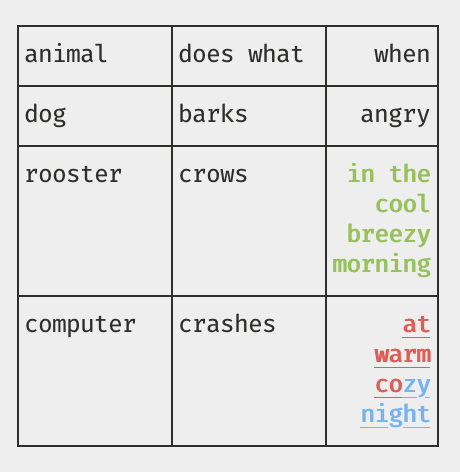 animal does what when
dog barks angry
rooster crows in the
cool
breezy
morning
computer crashes at
warm
cozy
night